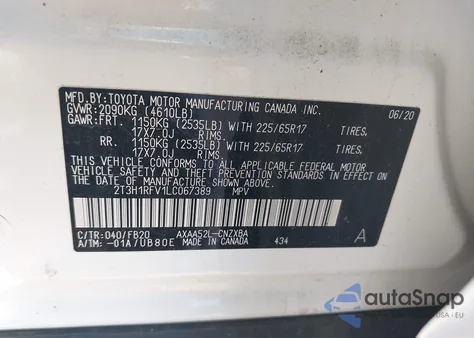 MFD.BY:TOYOTA MOTOR MANUFACTURING CANADA INC.
GVWR:2090KG (4610LB) 06/20
GAWR:FRT. 1150KG (2535LB) WITH 225/65R17 TIRES.
17X7.0J RIMS.
RR. 1150KG (2535LB) WITH 225/65R17 TIRES.
17X7.0J RIMS.
THIS VEHICLE CONFORMS TO ALL APPLICABLE FEDERAL MOTOR
VEHICLE SAFETY STANDARDS IN EFFECT ON THE
DATE OF MANUFACTURE SHOWN ABOVE.
2T3H1RFV1LC067389 MPV
C/TR:040/FB20 AXAA52L-CNZXBA
A/TM: -01A/UB80E MADE IN CANADA 434 A
autoSnap
USA - EU